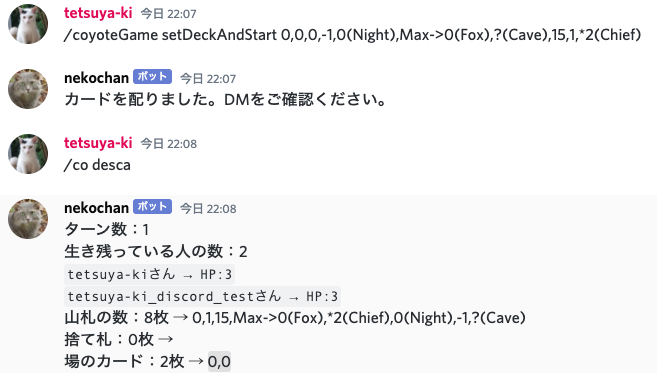 tetsuya-ki 今日 22:07
/coyoteGame setDeckAndStart 0,0,0,-1,0(Night),Max->0(Fox),?(Cave),15,1,*2(Chief)
nekochan ボット 今日 22:07
カードを配りました。DMをご確認ください。
tetsuya-ki 今日 22:08
/co desca
nekochan ボット 今日 22:08
ターン数：1
生き残っている人の数：2
tetsuya-kiさん → HP:3
tetsuya-ki_discord_testさん → HP:3
山札の数：8枚 → 0,1,15,Max->0(Fox),*2(Chief),0(Night),-1,?(Cave)
捨て札：0枚 →
場のカード：2枚 → 0,0